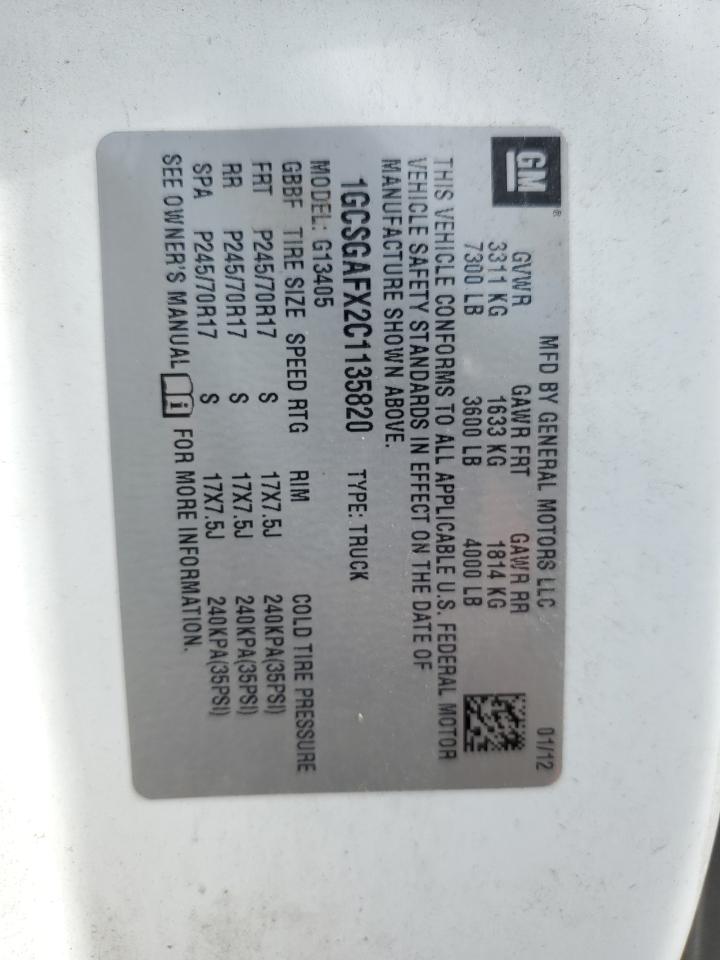 GM ®
MFD BY GENERAL MOTORS LLC 01/12
GVWR GAWR FRT GAWR RR
3311 KG 1633 KG 1814 KG
7300 LB 3600 LB 4000 LB
THIS VEHICLE CONFORMS TO ALL APPLICABLE U.S. FEDERAL MOTOR
VEHICLE SAFETY STANDARDS IN EFFECT ON THE DATE OF
MANUFACTURE SHOWN ABOVE.
1GCSGAFX2C1135820 TYPE: TRUCK
MODEL: G13405
GBBF TIRE SIZE SPEED RTG RIM COLD TIRE PRESSURE
FRT P245/70R17 S 17X7.5J 240KPA(35PSI)
RR P245/70R17 S 17X7.5J 240KPA(35PSI)
SPA P245/70R17 S 17X7.5J 240KPA(35PSI)
SEE OWNER'S MANUAL i FOR MORE INFORMATION.